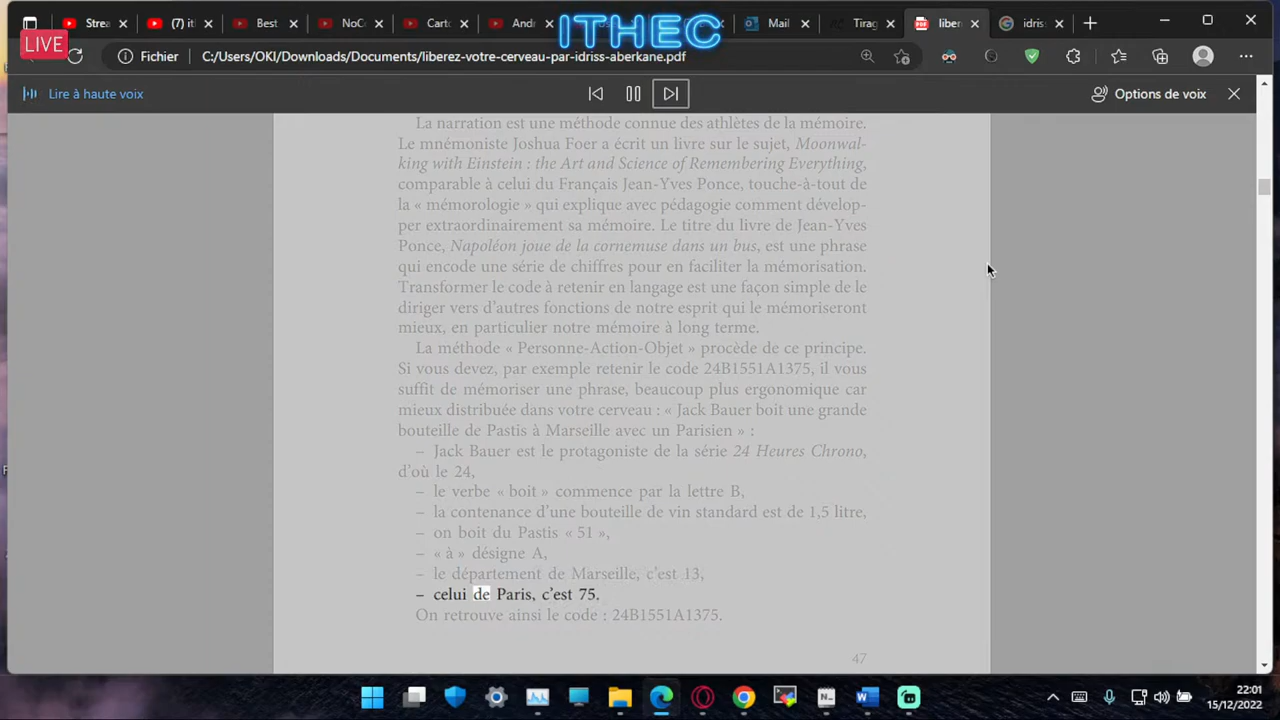 Strea
(7) it
Best
NoC
Carto
And
Mail
Tirag
liber
idris
ITHEC
LIVE
Fichier
C:/Users/OKI/Downloads/Documents/liberez-votre-cerveau-par-idriss-aberkane.pdf
Lire à haute voix
Options de voix
La narration est une méthode connue des athlètes de la mémoire.
Le mnémoniste Joshua Foer a écrit un livre sur le sujet, Moonwal-
king with Einstein : the Art and Science of Remembering Everything,
comparable à celui du Français Jean-Yves Ponce, touche-à-tout de
la « mémorologie » qui explique avec pédagogie comment dévelop-
per extraordinairement sa mémoire. Le titre du livre de Jean-Yves
Ponce, Napoléon joue de la cornemuse dans un bus, est une phrase
qui encode une série de chiffres pour en faciliter la mémorisation.
Transformer le code à retenir en langage est une façon simple de le
diriger vers d'autres fonctions de notre esprit qui le mémoriseront
mieux, en particulier notre mémoire à long terme.
La méthode « Personne-Action-Objet » procède de ce principe.
Si vous devez, par exemple retenir le code 24B1551A1375, il vous
suffit de mémoriser une phrase, beaucoup plus ergonomique car
mieux distribuée dans votre cerveau : « Jack Bauer boit une grande
bouteille de Pastis à Marseille avec un Parisien » :
– Jack Bauer est le protagoniste de la série 24 Heures Chrono,
d'où le 24,
– le verbe « boit » commence par la lettre B,
– la contenance d'une bouteille de vin standard est de 1,5 litre,
– on boit du Pastis « 51 »,
– « à » désigne A,
– le département de Marseille, c'est 13,
– celui de Paris, c'est 75.
On retrouve ainsi le code : 24B1551A1375.
47
22:01
15/12/2022